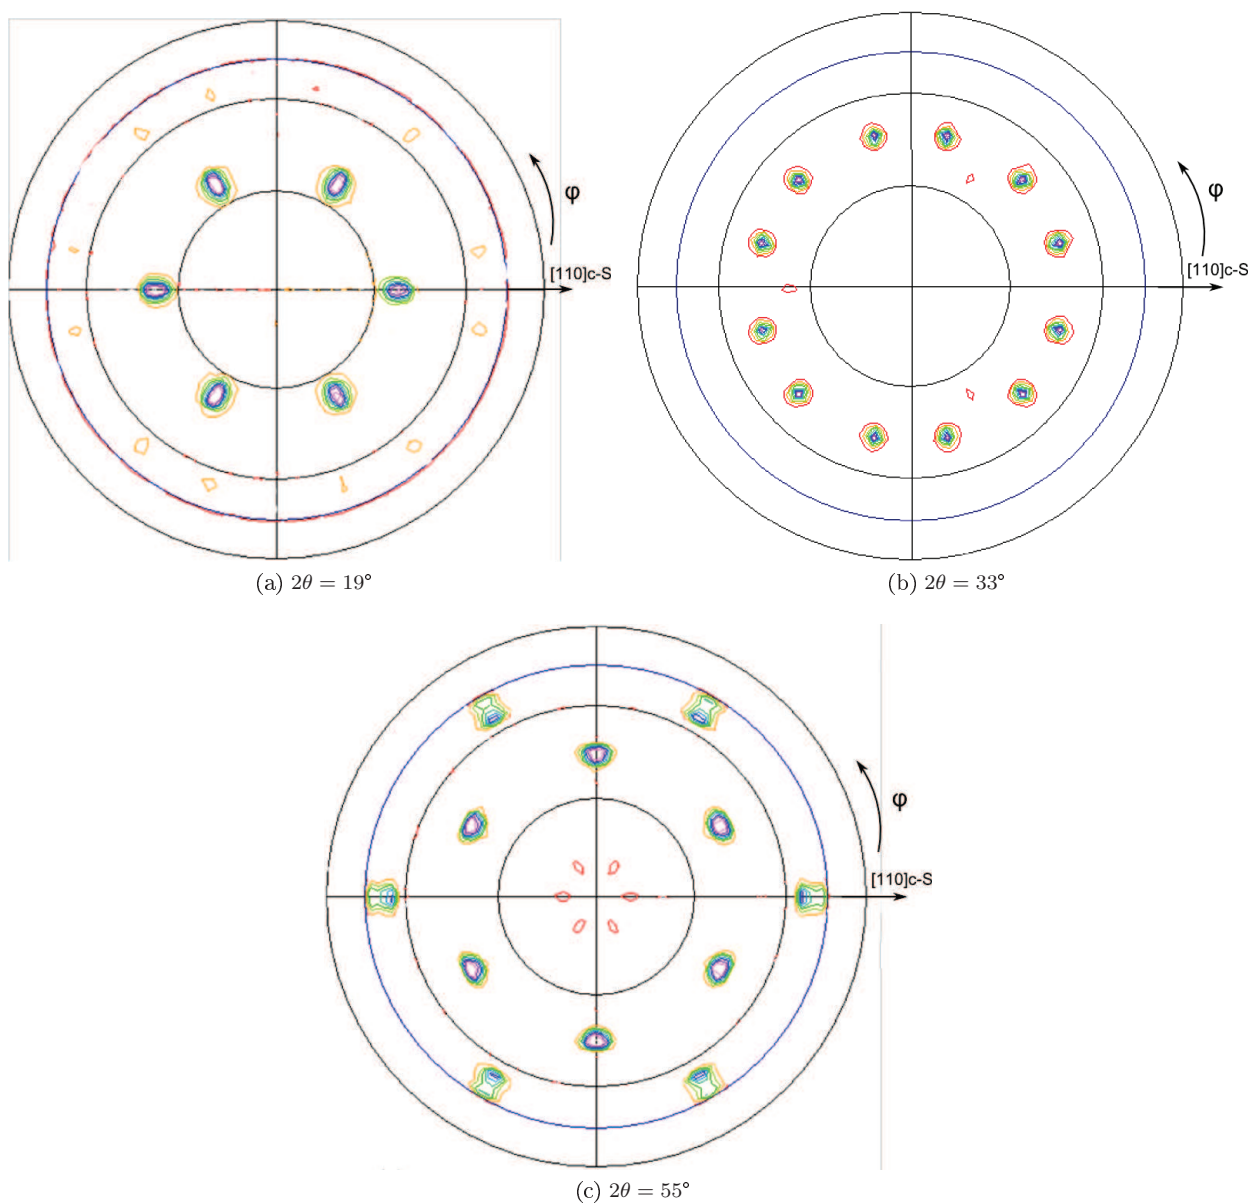 φ
[110]c-S
(a) 2θ = 19°
φ
[110]c-S
(b) 2θ = 33°
φ
[110]c-S
(c) 2θ = 55°